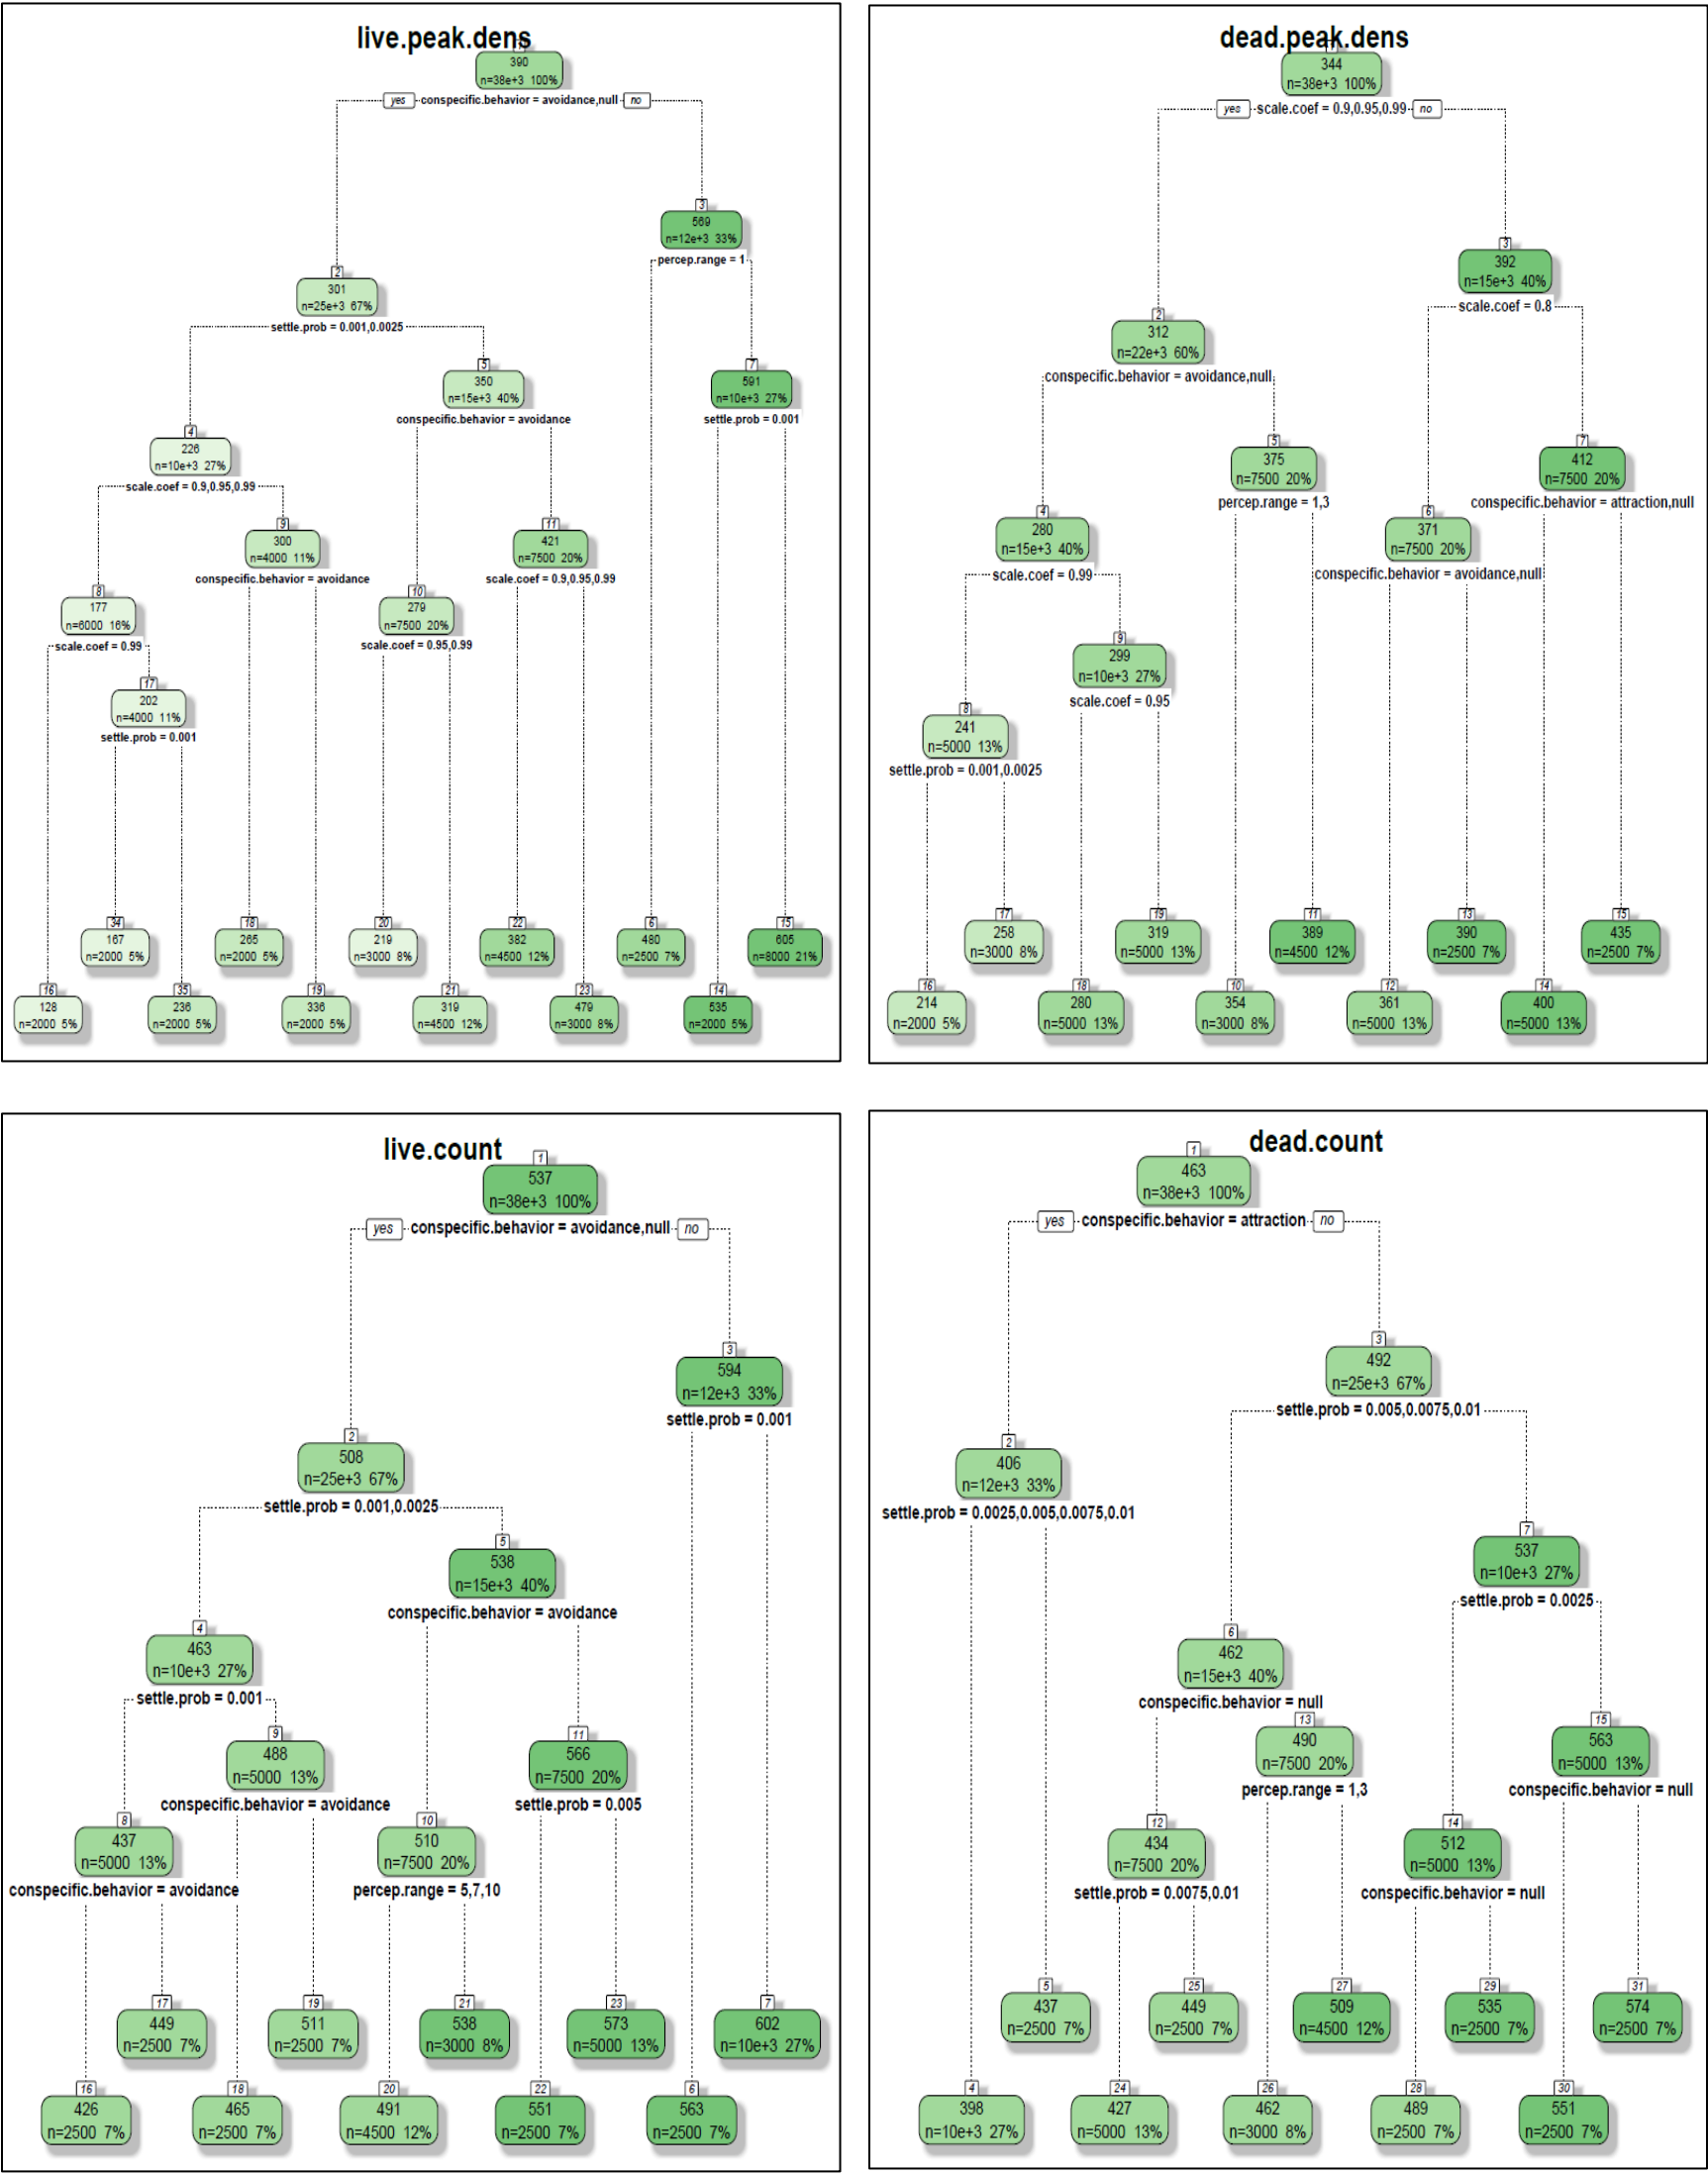 live.peak.dens
390
n=38e+3 100%
yes conspecific.behavior = avoidance,null no
3
569
n=12e+3 33%
percep.range = 1
2
301
n=25e+3 67%
settle.prob = 0.001,0.0025
5
350
n=15e+3 40%
conspecific.behavior = avoidance
7
591
n=10e+3 27%
settle.prob = 0.001
4
226
n=10e+3 27%
scale.coef = 0.9,0.95,0.99
9
300
n=4000 11%
conspecific.behavior = avoidance
11
421
n=7500 20%
scale.coef = 0.9,0.95,0.99
8
177
n=6000 16%
scale.coef = 0.99
10
279
n=7500 20%
scale.coef = 0.95,0.99
17
202
n=4000 11%
settle.prob = 0.001
34 18 20 22 6 15
167 265 219 382 480 605
n=2000 5% n=2000 5% n=3000 8% n=4500 12% n=2500 7% n=8000 21%
16 35 19 21 23 14
128 236 336 319 479 535
n=2000 5% n=2000 5% n=2000 5% n=4500 12% n=3000 8% n=2000 5%
dead.peak.dens
344
n=38e+3 100%
yes scale.coef = 0.9,0.95,0.99 no
3
392
n=15e+3 40%
scale.coef = 0.8
2
312
n=22e+3 60%
conspecific.behavior = avoidance,null
5
375
n=7500 20%
percep.range = 1,3
7
412
n=7500 20%
conspecific.behavior = attraction,null
4
280
n=15e+3 40%
scale.coef = 0.99
6
371
n=7500 20%
conspecific.behavior = avoidance,null
9
299
n=10e+3 27%
scale.coef = 0.95
8
241
n=5000 13%
settle.prob = 0.001,0.0025
17 19 11 13 15
258 319 389 390 435
n=3000 8% n=5000 13% n=4500 12% n=2500 7% n=2500 7%
16 18 10 12 14
214 280 354 361 400
n=2000 5% n=5000 13% n=3000 8% n=5000 13% n=5000 13%
live.count
1
537
n=38e+3 100%
yes conspecific.behavior = avoidance,null no
3
594
n=12e+3 33%
settle.prob = 0.001
2
508
n=25e+3 67%
settle.prob = 0.001,0.0025
5
538
n=15e+3 40%
conspecific.behavior = avoidance
4
463
n=10e+3 27%
settle.prob = 0.001
9
488
n=5000 13%
conspecific.behavior = avoidance
11
566
n=7500 20%
settle.prob = 0.005
8
437
n=5000 13%
conspecific.behavior = avoidance
10
510
n=7500 20%
percep.range = 5,7,10
17 19 21 23 7
449 511 538 573 602
n=2500 7% n=2500 7% n=3000 8% n=5000 13% n=10e+3 27%
16 18 20 22 6
426 465 491 551 563
n=2500 7% n=2500 7% n=4500 12% n=2500 7% n=2500 7%
dead.count
1
463
n=38e+3 100%
yes conspecific.behavior = attraction no
3
492
n=25e+3 67%
settle.prob = 0.005,0.0075,0.01
2
406
n=12e+3 33%
settle.prob = 0.0025,0.005,0.0075,0.01
7
537
n=10e+3 27%
settle.prob = 0.0025
6
462
n=15e+3 40%
conspecific.behavior = null
13
490
n=7500 20%
percep.range = 1,3
15
563
n=5000 13%
conspecific.behavior = null
12
434
n=7500 20%
settle.prob = 0.0075,0.01
14
512
n=5000 13%
conspecific.behavior = null
5 25 27 29 31
437 449 509 535 574
n=2500 7% n=2500 7% n=4500 12% n=2500 7% n=2500 7%
4 24 26 28 30
398 427 462 489 551
n=10e+3 27% n=5000 13% n=3000 8% n=2500 7% n=2500 7%